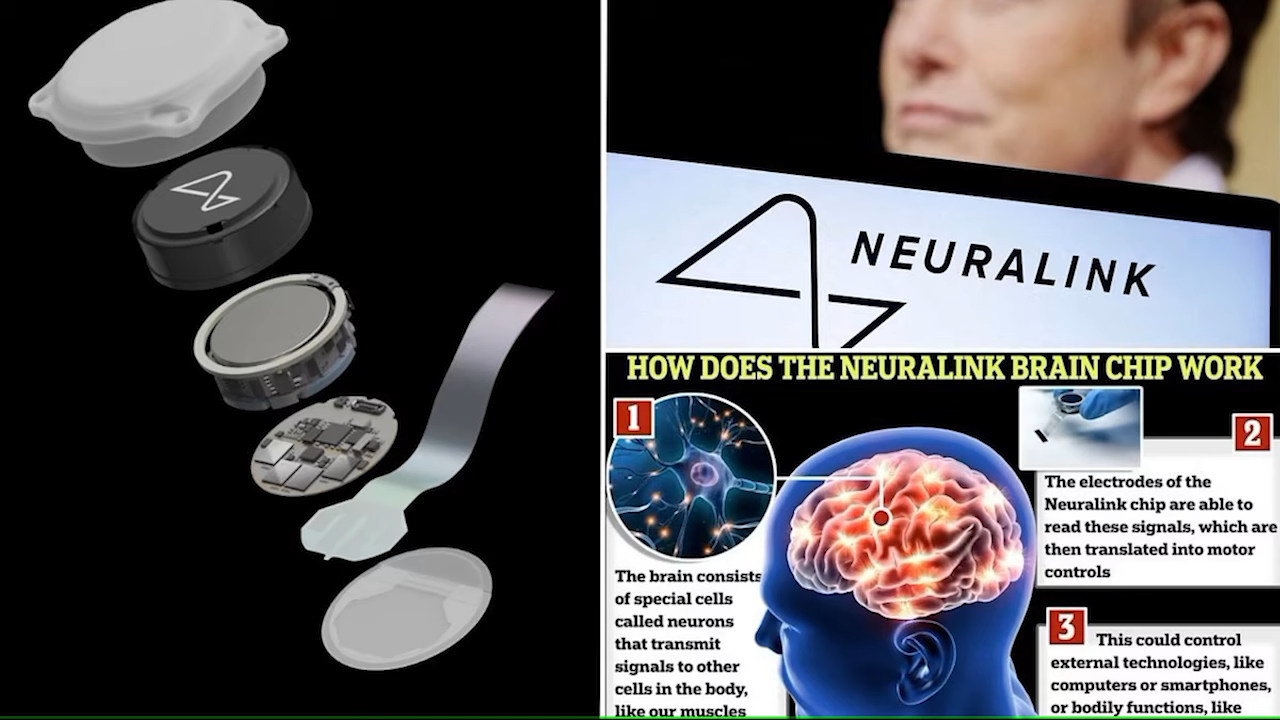 NEURALINK
HOW DOES THE NEURALINK BRAIN CHIP WORK
1
The brain consists
of special cells
called neurons
that transmit
signals to other
cells in the body,
like our muscles
2
The electrodes of the
Neuralink chip are able to
read these signals, which are
then translated into motor
controls
3
This could control
external technologies, like
computers or smartphones,
or bodily functions, like